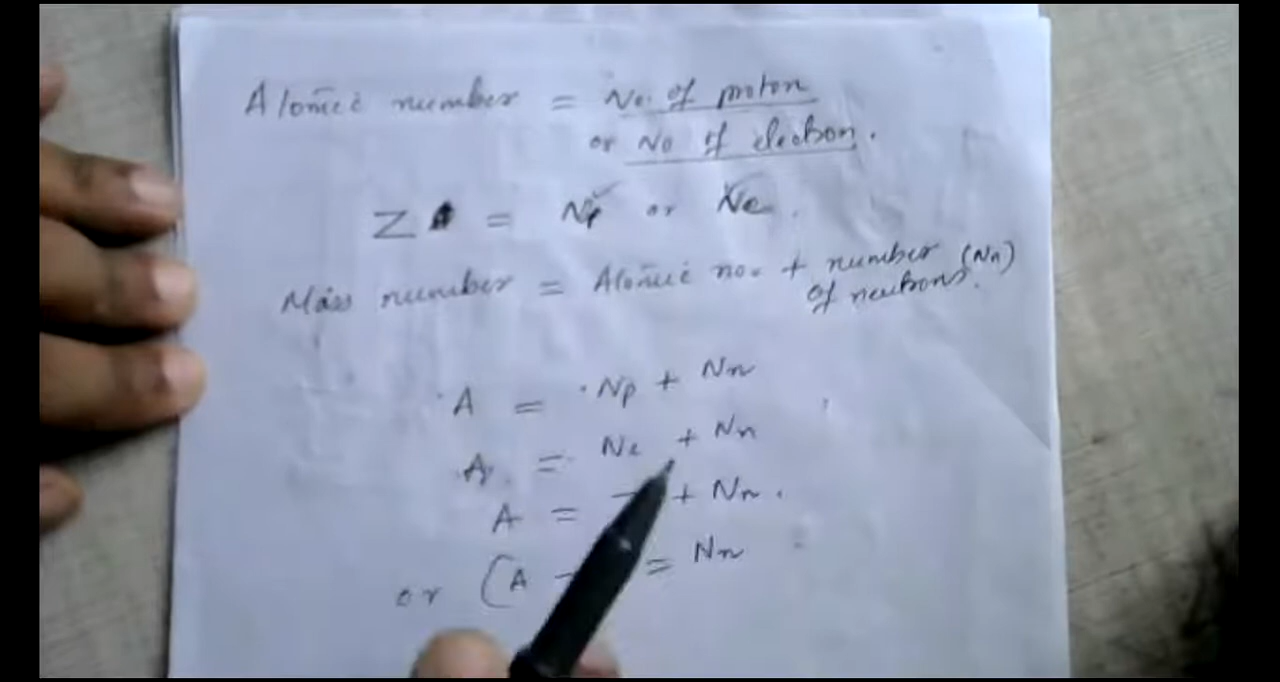 Atomic number = No. of proton
or No of electron.
Z = Np or Ne.
Mass number = Atomic no. + number (Nn)
of neutrons.
A = Np + Nn
A = Ne + Nn
A = + Nn.
or (A - = Nn